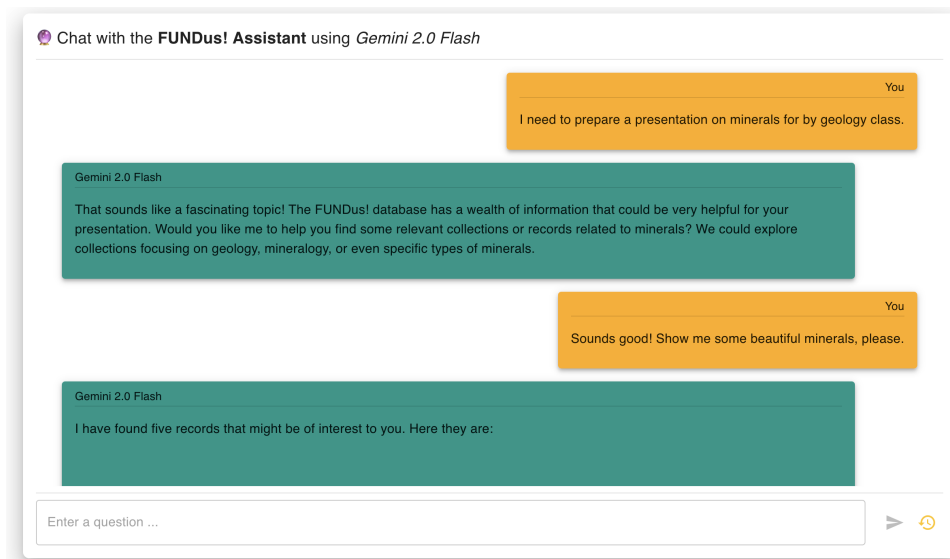 🔮 Chat with the FUNDus! Assistant using Gemini 2.0 Flash
You
I need to prepare a presentation on minerals for by geology class.
Gemini 2.0 Flash
That sounds like a fascinating topic! The FUNDus! database has a wealth of information that could be very helpful for your
presentation. Would you like me to help you find some relevant collections or records related to minerals? We could explore
collections focusing on geology, mineralogy, or even specific types of minerals.
You
Sounds good! Show me some beautiful minerals, please.
Gemini 2.0 Flash
I have found five records that might be of interest to you. Here they are:
Enter a question ...